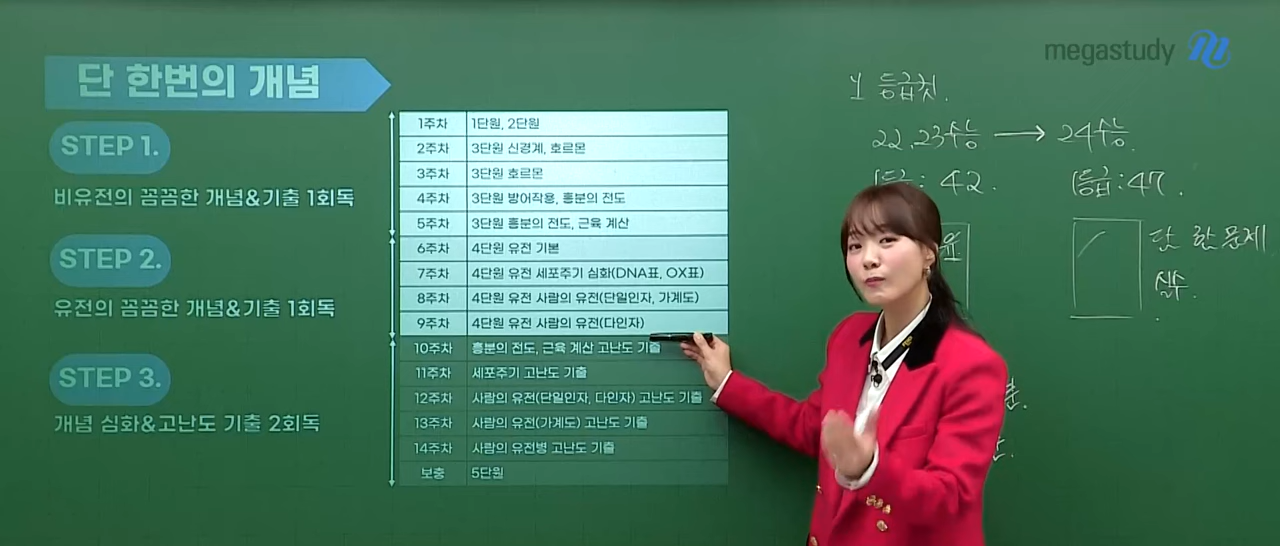 megastudy
단 한번의 개념
STEP 1.
비유전의 꼼꼼한 개념&기출 1회독
STEP 2.
유전의 꼼꼼한 개념&기출 1회독
STEP 3.
개념 심화&고난도 기출 2회독
1주차 1단원, 2단원
2주차 3단원 신경계, 호르몬
3주차 3단원 호르몬
4주차 3단원 방어작용, 흥분의 전도
5주차 3단원 흥분의 전도, 근육 계산
6주차 4단원 유전 기본
7주차 4단원 유전 세포주기 심화(DNA표, OX표)
8주차 4단원 유전 사람의 유전(단일인자, 가계도)
9주차 4단원 유전 사람의 유전(다인자)
10주차 흥분의 전도, 근육 계산 고난도 기출
11주차 세포주기 고난도 기출
12주차 사람의 유전(단일인자, 다인자) 고난도 기출
13주차 사람의 유전(가계도) 고난도 기출
14주차 사람의 유전병 고난도 기출
보충 5단원
1 등급컷.
22, 23수능 → 24수능.
1등급: 42. 1등급: 47.
단 한 문제
실수.